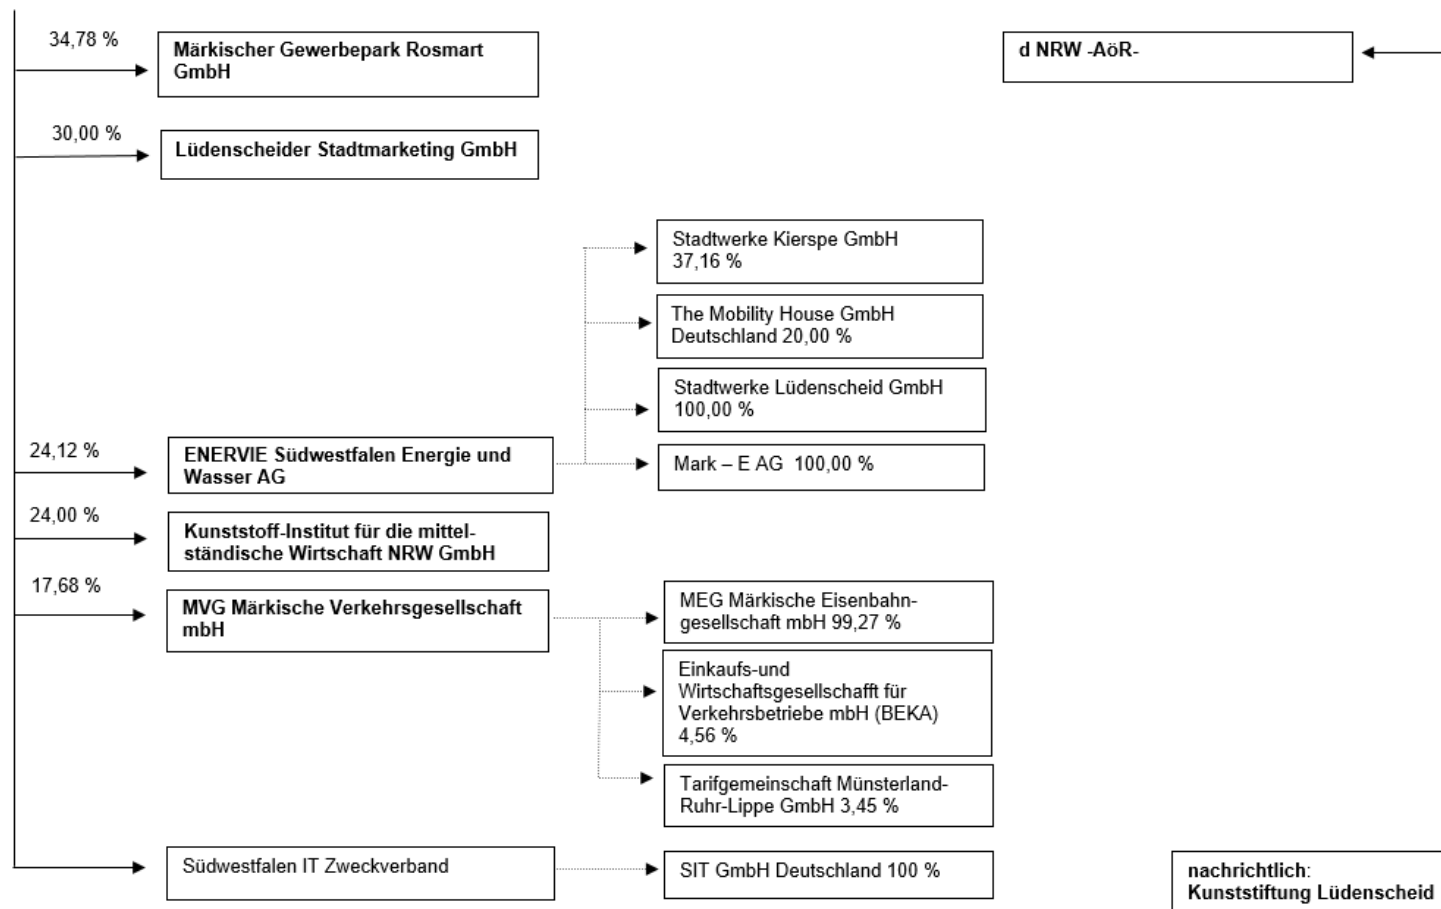 34,78 %
Märkischer Gewerbepark Rosmart
GmbH
d NRW -AöR-
30,00 %
Lüdenscheider Stadtmarketing GmbH
Stadtwerke Kierspe GmbH
37,16 %
The Mobility House GmbH
Deutschland 20,00 %
Stadtwerke Lüdenscheid GmbH
100,00 %
24,12 %
ENERVIE Südwestfalen Energie und
Wasser AG
Mark – E AG  100,00 %
24,00 %
Kunststoff-Institut für die mittel-
ständische Wirtschaft NRW GmbH
17,68 %
MVG Märkische Verkehrsgesellschaft
mbH
MEG Märkische Eisenbahn-
gesellschaft mbH 99,27 %
Einkaufs-und
Wirtschaftsgesellschafft für
Verkehrsbetriebe mbH (BEKA)
4,56 %
Tarifgemeinschaft Münsterland-
Ruhr-Lippe GmbH 3,45 %
Südwestfalen IT Zweckverband
SIT GmbH Deutschland 100 %
nachrichtlich:
Kunststiftung Lüdenscheid